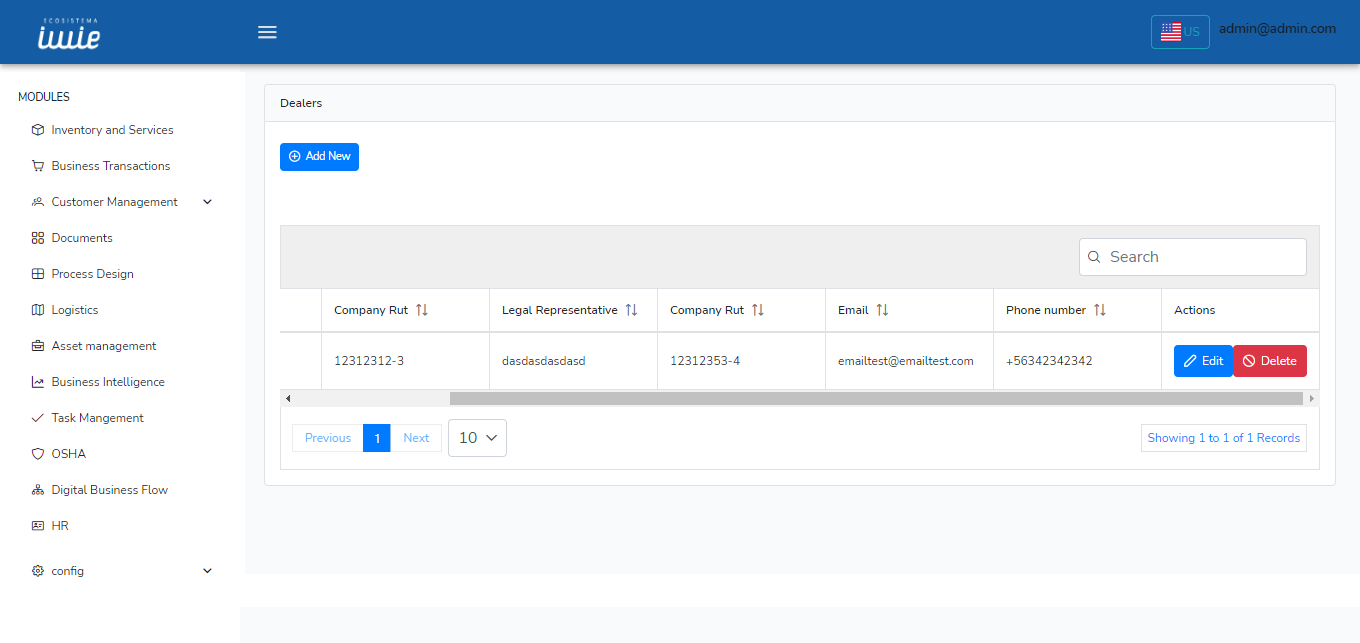 ECOSISTEMA
iwie
US
admin@admin.com
MODULES
Inventory and Services
Business Transactions
Customer Management
Documents
Process Design
Logistics
Asset management
Business Intelligence
Task Mangement
OSHA
Digital Business Flow
HR
config
Dealers
Add New
Search
Company Rut Legal Representative Company Rut Email Phone number Actions
12312312-3 dasdasdasdasd 12312353-4 emailtest@emailtest.com +56342342342 Edit Delete
Previous 1 Next 10 Showing 1 to 1 of 1 Records